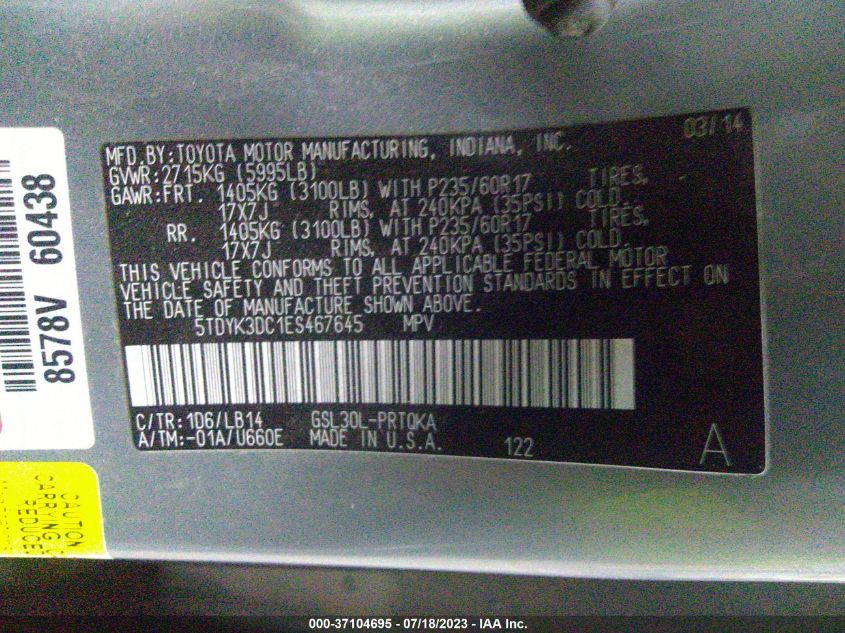 03/14
MFD.BY:TOYOTA MOTOR MANUFACTURING, INDIANA, INC.
GVWR:2715KG (5995LB)
GAWR:FRT. 1405KG (3100LB) WITH P235/60R17 TIRES,
17X7J RIMS, AT 240KPA (35PSI) COLD.
RR. 1405KG (3100LB) WITH P235/60R17 TIRES,
17X7J RIMS, AT 240KPA (35PSI) COLD.
THIS VEHICLE CONFORMS TO ALL APPLICABLE FEDERAL MOTOR
VEHICLE SAFETY AND THEFT PREVENTION STANDARDS IN EFFECT ON
THE DATE OF MANUFACTURE SHOWN ABOVE.
5TDYK3DC1ES467645 MPV
C/TR:1D6/LB14 GSL30L-PRTQKA
A/TM:-01A/U660E MADE IN U.S.A. 122 A
8578V 60438
CAUTION
CARRYING
REDUCES
000-37104695 - 07/18/2023 - IAA Inc.